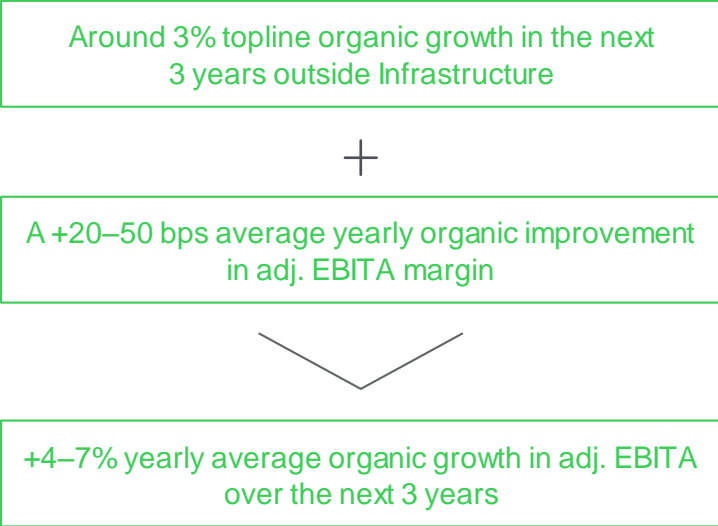 Around 3% topline organic growth in the next
3 years outside Infrastructure
+
A +20–50 bps average yearly organic improvement
in adj. EBITA margin
+4–7% yearly average organic growth in adj. EBITA
over the next 3 years